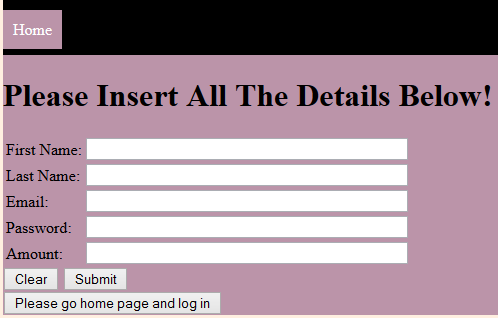 Home
Please Insert All The Details Below!
First Name:
Last Name:
Email:
Password:
Amount:
Clear Submit
Please go home page and log in